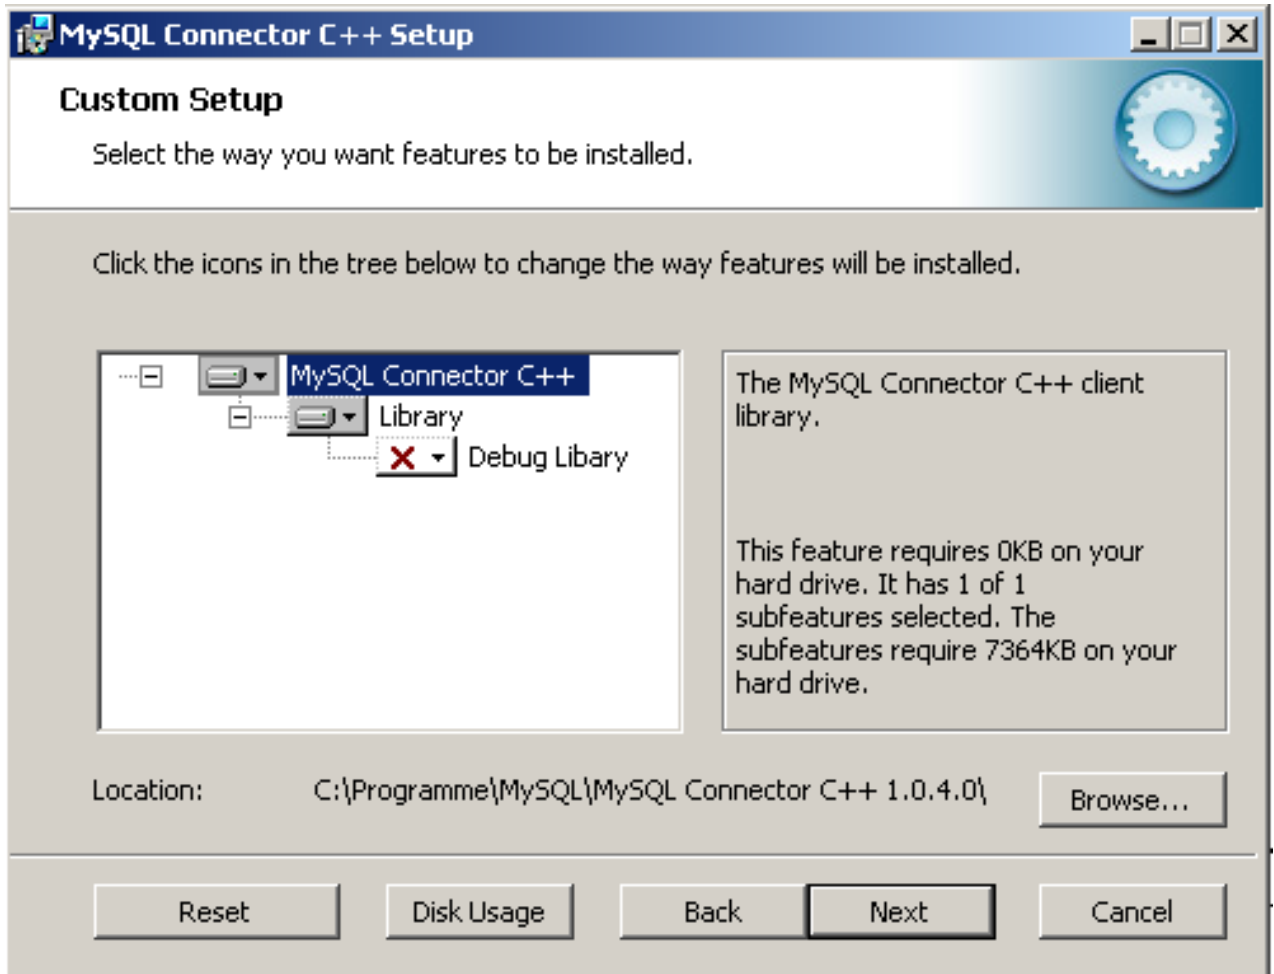 MySQL Connector C++ Setup
Custom Setup
Select the way you want features to be installed.
Click the icons in the tree below to change the way features will be installed.
MySQL Connector C++
Library
Debug Libary
The MySQL Connector C++ client
library.
This feature requires 0KB on your
hard drive. It has 1 of 1
subfeatures selected. The
subfeatures require 7364KB on your
hard drive.
Location: C:\Programme\MySQL\MySQL Connector C++ 1.0.4.0\
Browse...
Reset Disk Usage Back Next Cancel